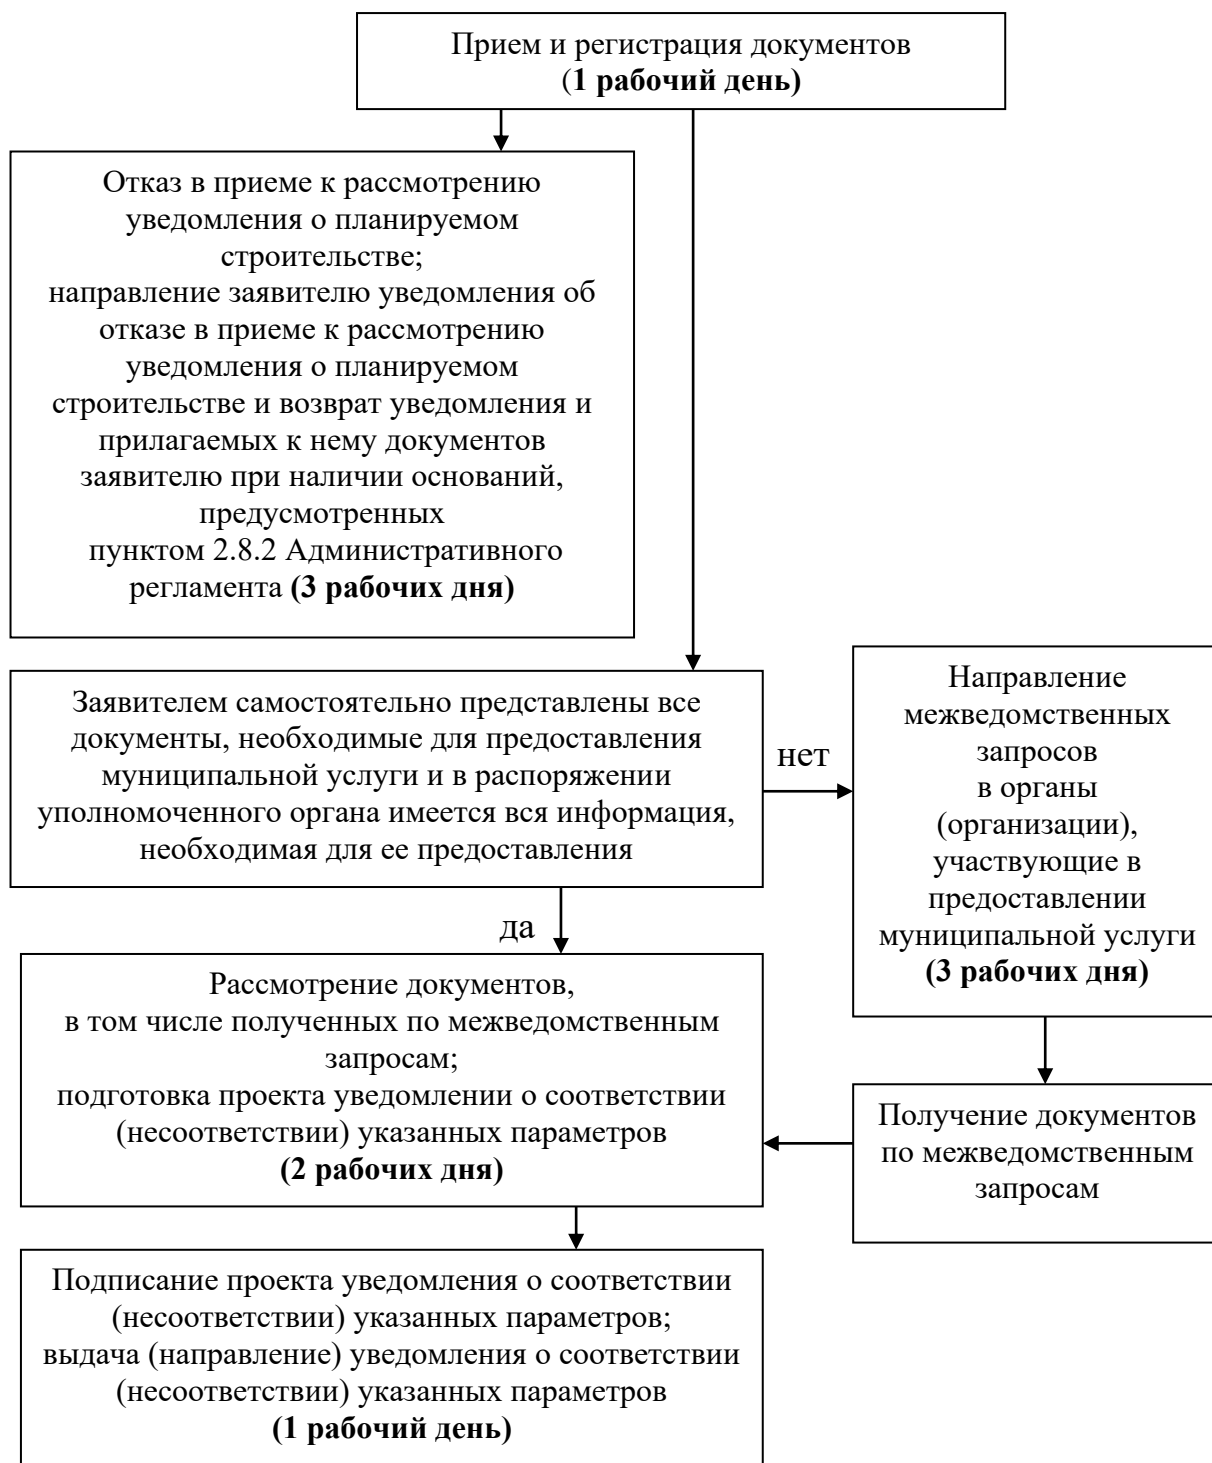 Прием и регистрация документов
(1 рабочий день)
Отказ в приеме к рассмотрению
уведомления о планируемом
строительстве;
направление заявителю уведомления об
отказе в приеме к рассмотрению
уведомления о планируемом
строительстве и возврат уведомления и
прилагаемых к нему документов
заявителю при наличии оснований,
предусмотренных
пунктом 2.8.2 Административного
регламента (3 рабочих дня)
Заявителем самостоятельно представлены все
документы, необходимые для предоставления
муниципальной услуги и в распоряжении
уполномоченного органа имеется вся информация,
необходимая для ее предоставления
нет
Направление
межведомственных
запросов
в органы
(организации),
участвующие в
предоставлении
муниципальной услуги
(3 рабочих дня)
да
Рассмотрение документов,
в том числе полученных по межведомственным
запросам;
подготовка проекта уведомлении о соответствии
(несоответствии) указанных параметров
(2 рабочих дня)
Получение документов
по межведомственным
запросам
Подписание проекта уведомления о соответствии
(несоответствии) указанных параметров;
выдача (направление) уведомления о соответствии
(несоответствии) указанных параметров
(1 рабочий день)